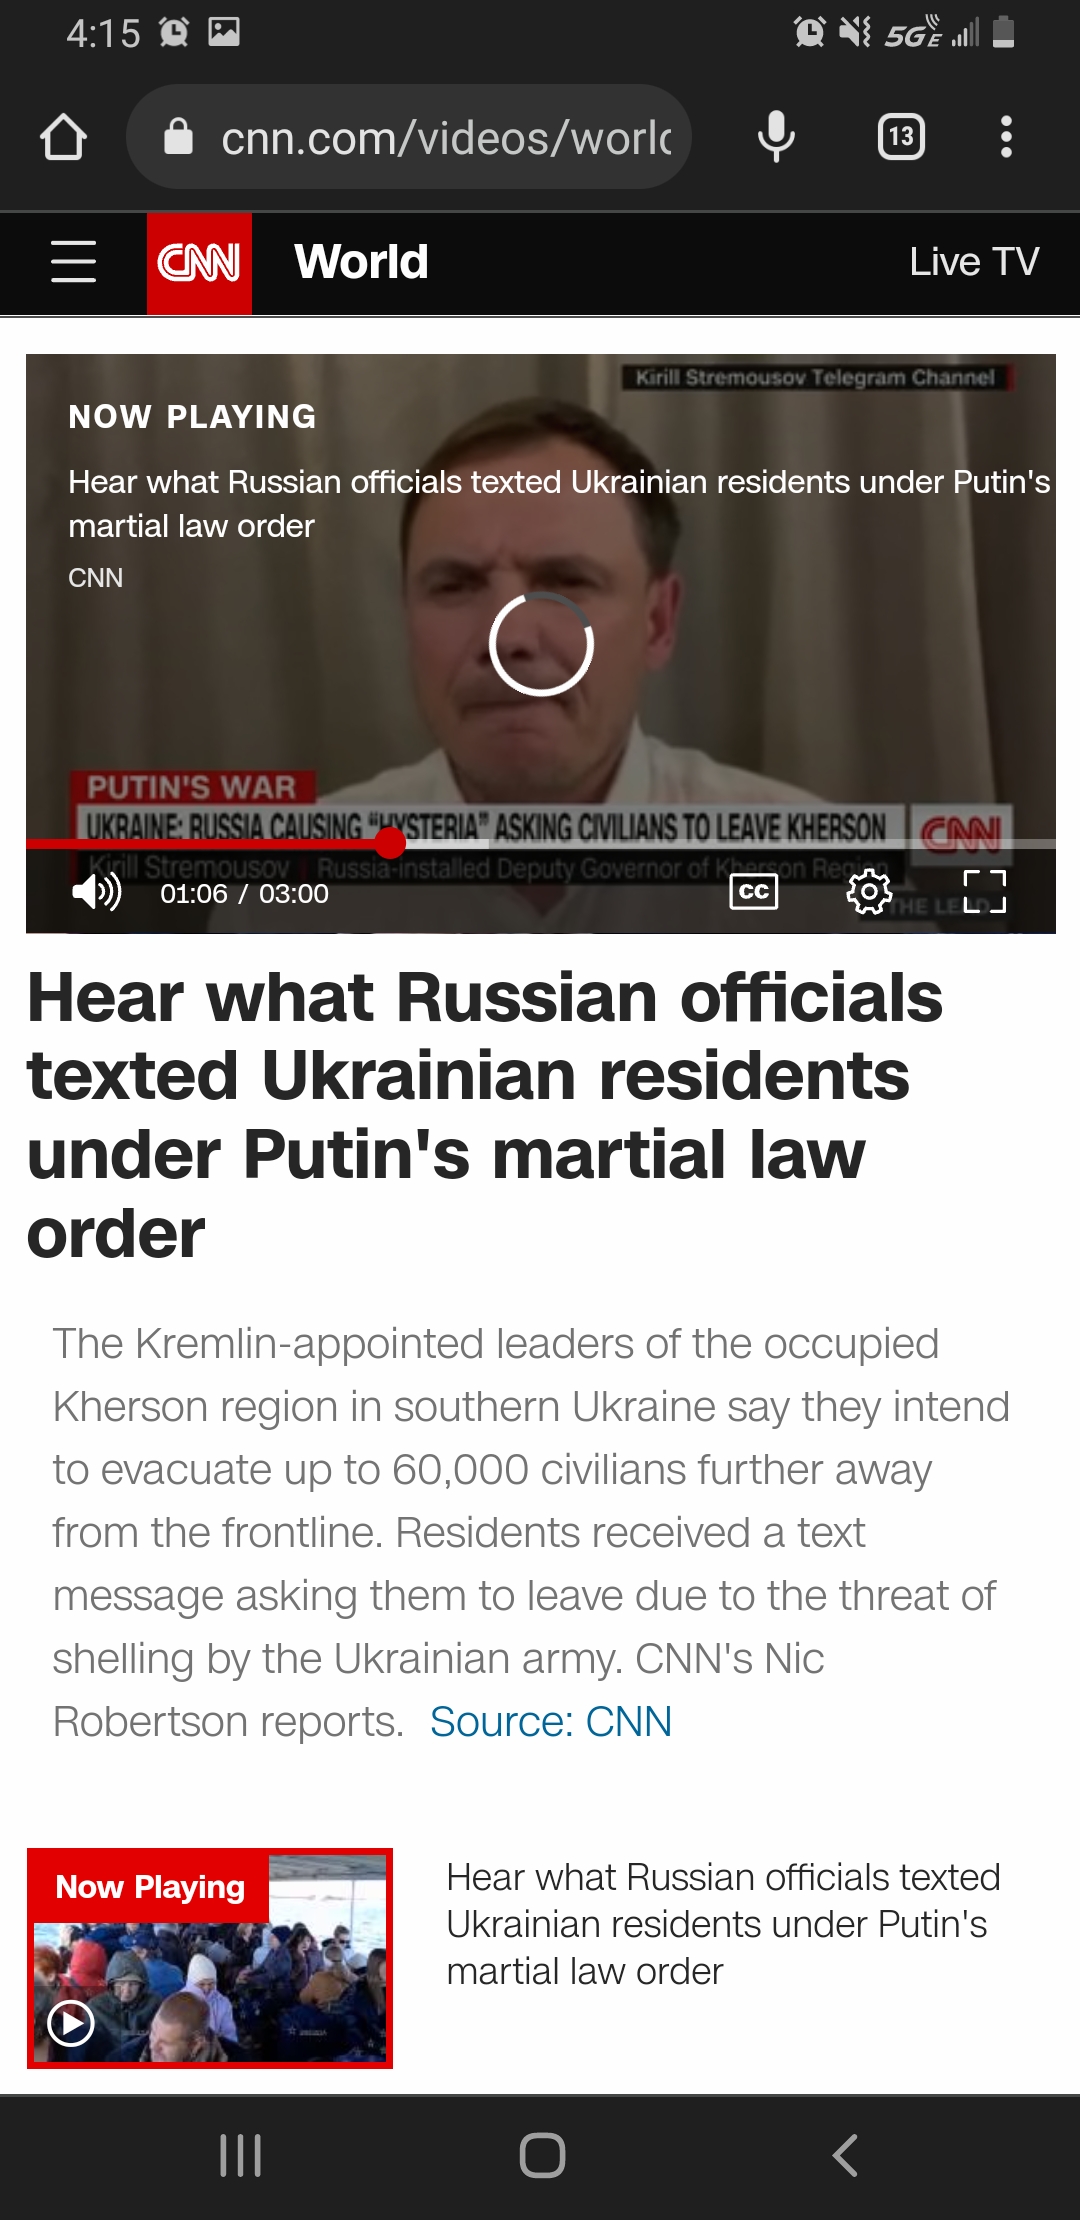 4:15
5GE
cnn.com/videos/worl
13
CNN
World
Live TV
Kirill Stremousov Telegram Channel
NOW PLAYING
Hear what Russian officials texted Ukrainian residents under Putin's
martial law order
CNN
PUTIN'S WAR
UKRAINE: RUSSIA CAUSING “HYSTERIA” ASKING CIVILIANS TO LEAVE KHERSON
CNN
Kirill Stremousov | Russia-installed Deputy Governor of Kherson Region
01:06 / 03:00
CC
THE LEAD
Hear what Russian officials
texted Ukrainian residents
under Putin's martial law
order
The Kremlin-appointed leaders of the occupied
Kherson region in southern Ukraine say they intend
to evacuate up to 60,000 civilians further away
from the frontline. Residents received a text
message asking them to leave due to the threat of
shelling by the Ukrainian army. CNN's Nic
Robertson reports. Source: CNN
Now Playing
Hear what Russian officials texted
Ukrainian residents under Putin's
martial law order